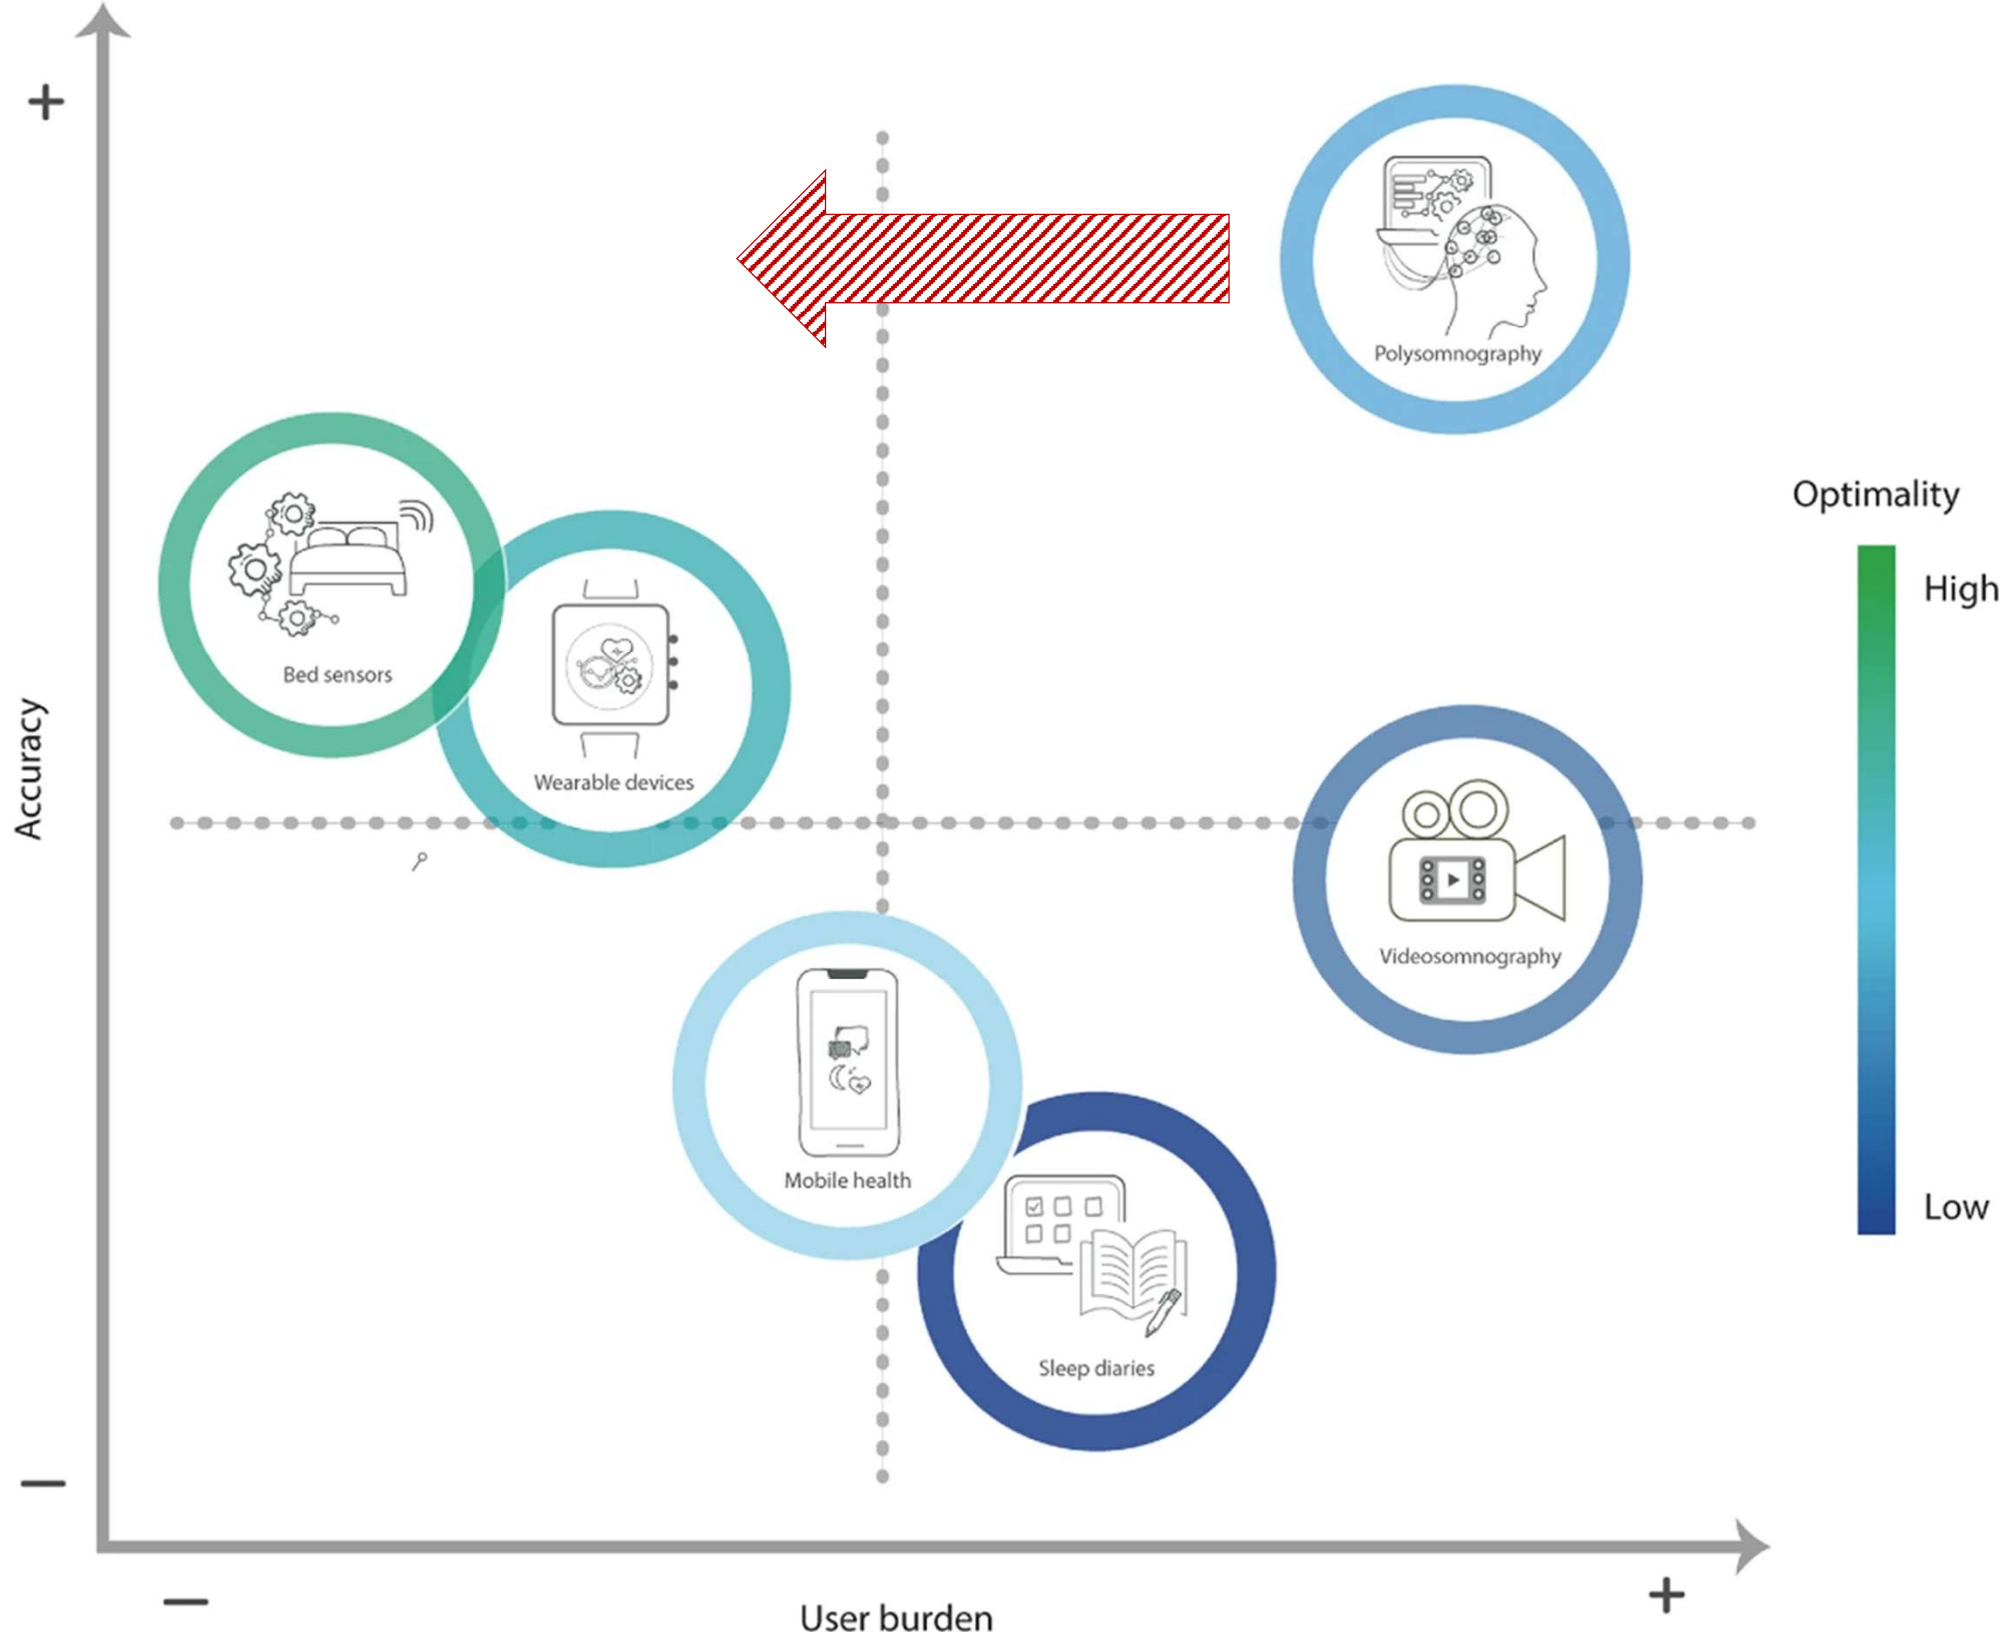 +
Polysomnography
Optimality
High
Bed sensors
Wearable devices
Accuracy
Videosomnography
Mobile health
Low
Sleep diaries
—
—
+
User burden